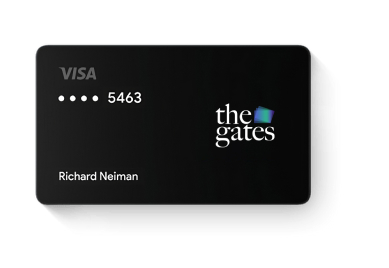 VISA
•••• 5463
the
gates
Richard Neiman